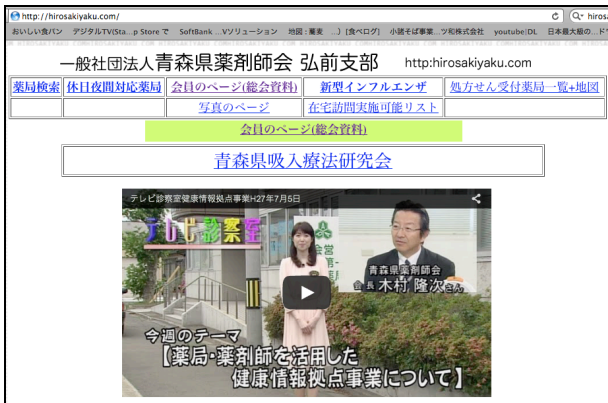 http://hirosakiyaku.com/
Q▾ hiros
おいしい食パン デジタルTV(Sta...p Store で SoftBank ...Vソリューション 地図：蕎麦 ...）[食べログ] 小諸そば事業...ツ和株式会社 youtube:DL 日本最大級の...ド
一般社団法人青森県薬剤師会 弘前支部 http:hirosakiyaku.com
薬局検索 休日夜間対応薬局 会員のページ(総会資料) 新型インフルエンザ 処方せん受付薬局一覧+地図
写真のページ 在宅訪問実施可能リスト
会員のページ(総会資料)
青森県吸入療法研究会
テレビ診察室健康情報拠点事業H27年7月5日
テレビ診察室
青森県薬剤師会
会長 木村 隆次さん
今週のテーマ
【薬局・薬剤師を活用した
健康情報拠点事業について】